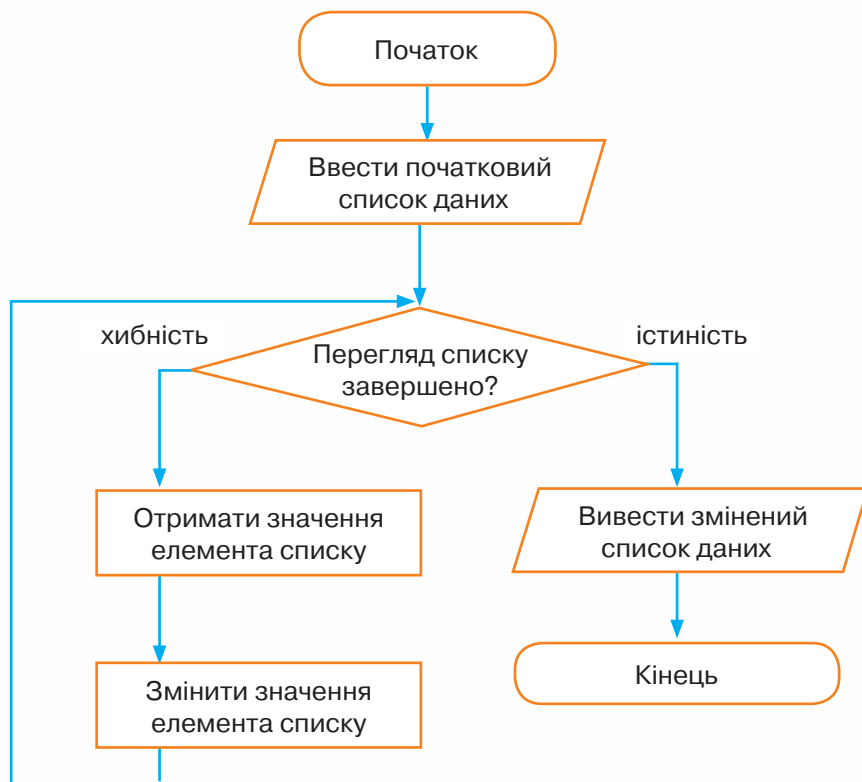 Початок
Ввести початковий
список даних
хибність
істиність
Перегляд списку
завершено?
Отримати значення
елемента списку
Вивести змінений
список даних
Змінити значення
елемента списку
Кінець